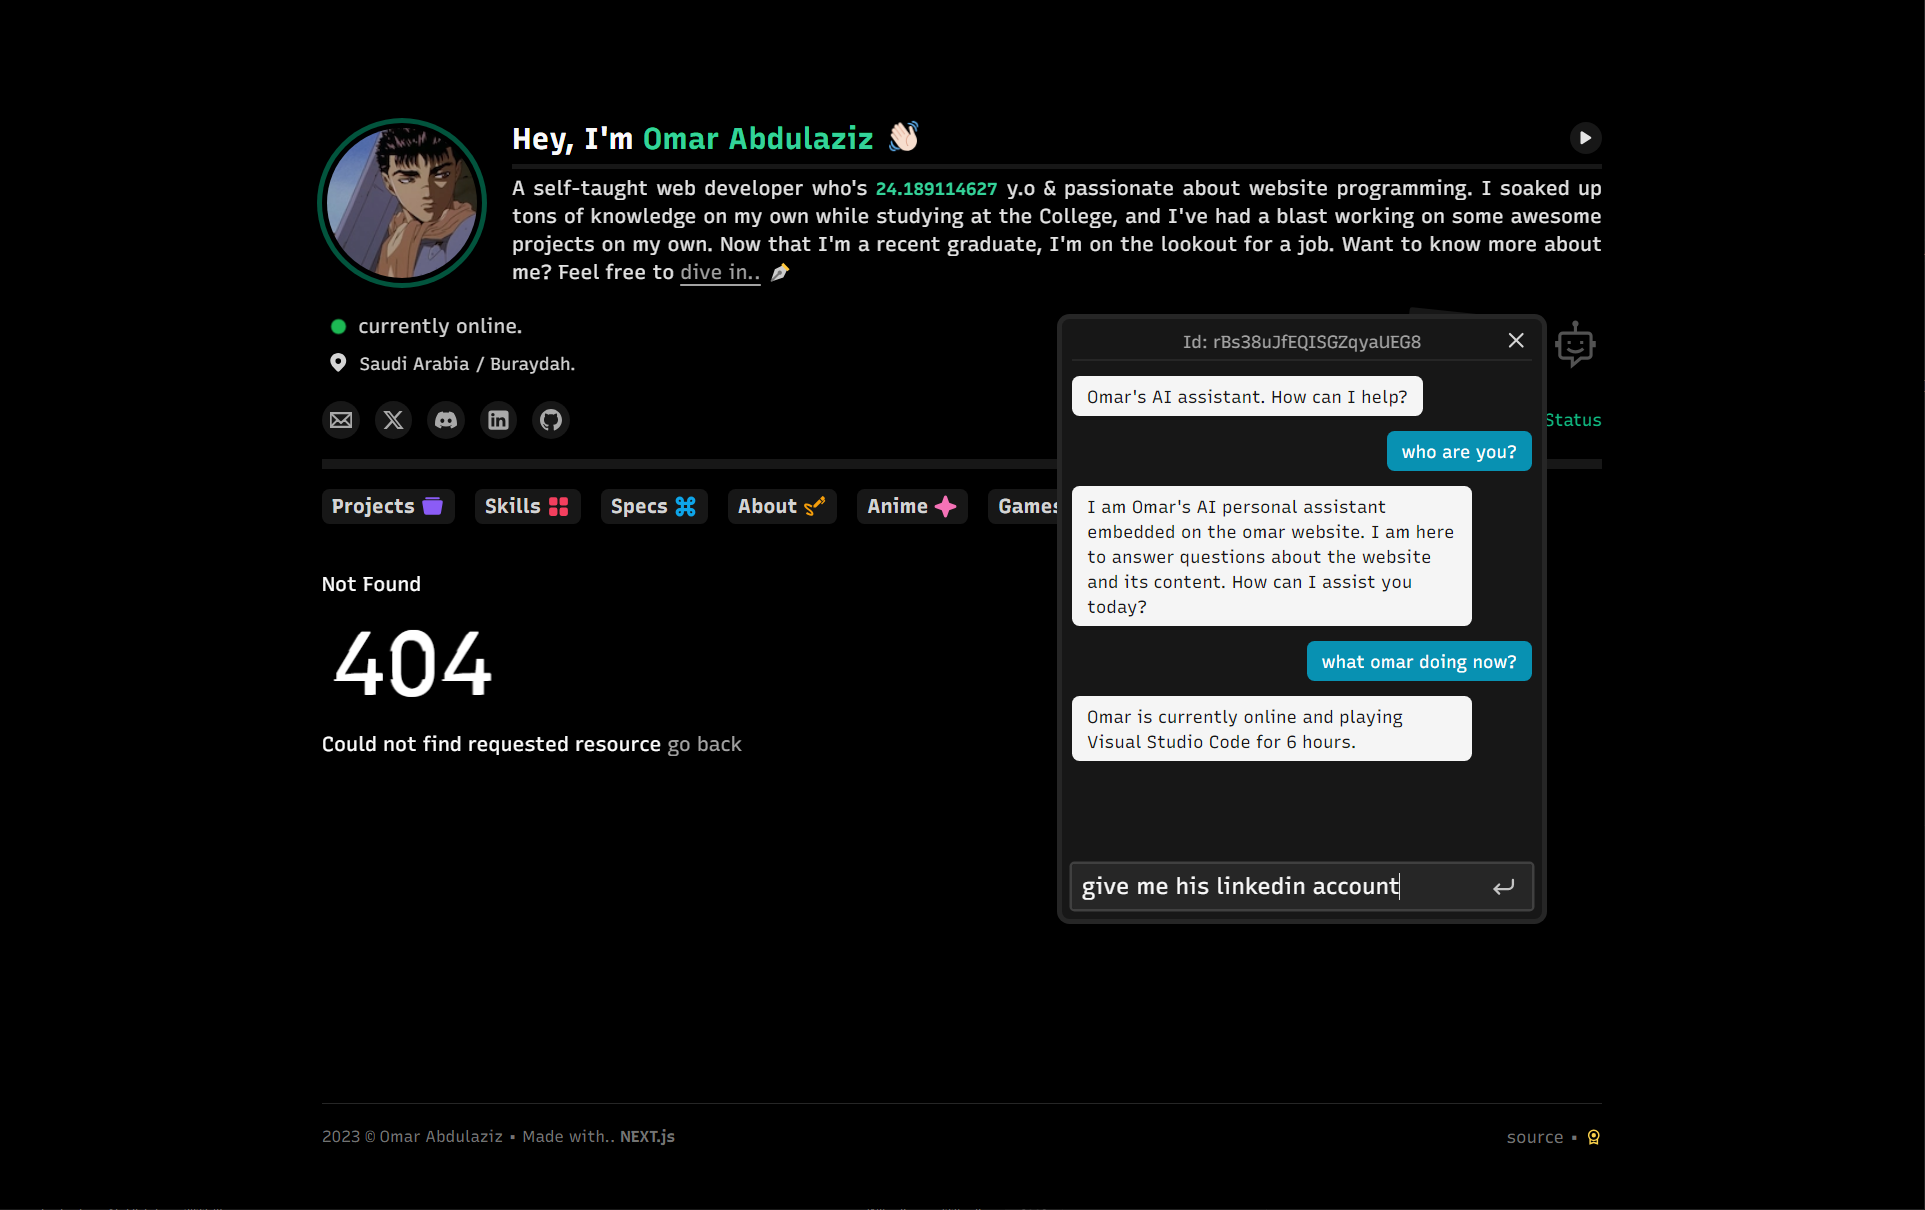 Hey, I'm Omar Abdulaziz 👋🏻
A self-taught web developer who's 24.189114627 y.o & passionate about website programming. I soaked up
tons of knowledge on my own while studying at the College, and I've had a blast working on some awesome
projects on my own. Now that I'm a recent graduate, I'm on the lookout for a job. Want to know more about
me? Feel free to dive in..
currently online.
Saudi Arabia / Buraydah.
Status
Projects
Skills
Specs
About
Anime
Games
Not Found
404
Could not find requested resource go back
Id: rBs38uJfEQISGZqyaUEG8
Omar's AI assistant. How can I help?
who are you?
I am Omar's AI personal assistant
embedded on the omar website. I am here
to answer questions about the website
and its content. How can I assist you
today?
what omar doing now?
Omar is currently online and playing
Visual Studio Code for 6 hours.
give me his linkedin account
2023 © Omar Abdulaziz • Made with.. NEXT.js
source •